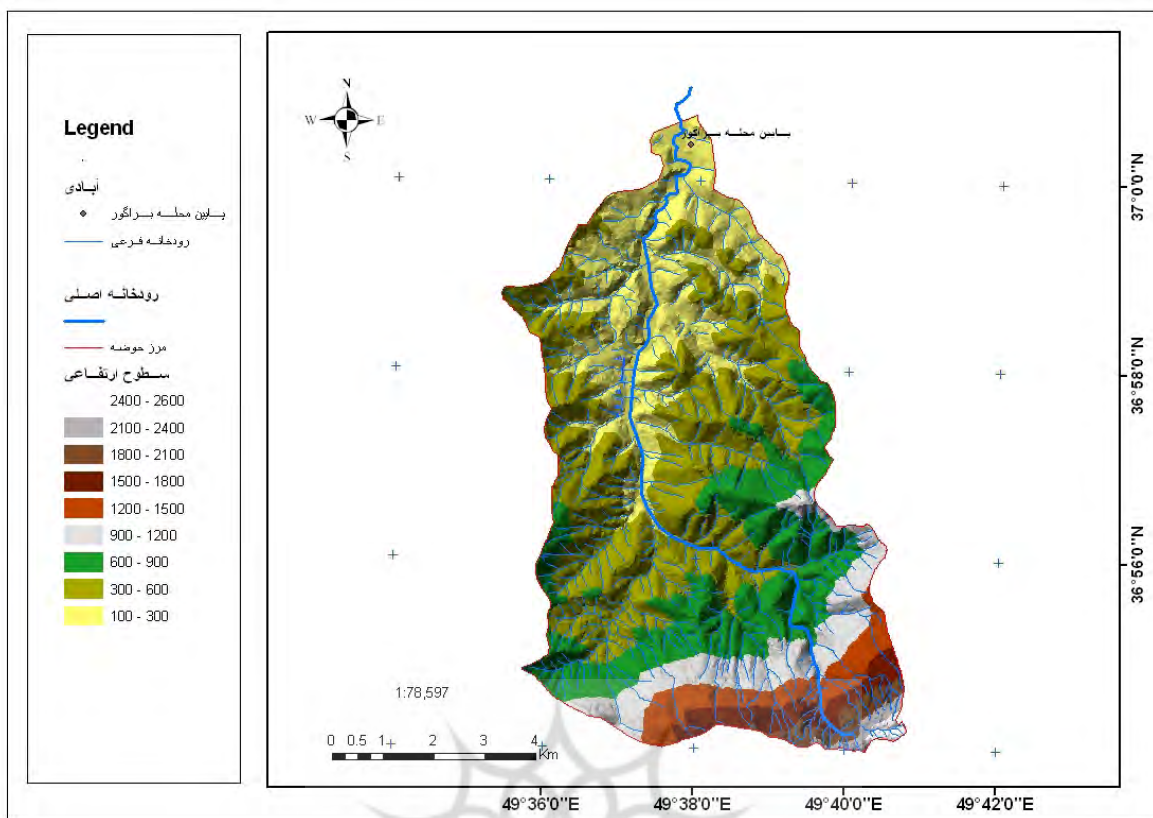 Legend
آبادی
پایین محله بزاگور
رودخانه فرعی
رودخانه اصلی
مرز حوضه
سطوح ارتفاعی
2400 - 2600
2100 - 2400
1800 - 2100
1500 - 1800
1200 - 1500
900 - 1200
600 - 900
300 - 600
100 - 300
N
W
E
S
پایین محله بزاگور
1:78,597
0 0.5 1 2 3 4
Km
37°0'0"N
36°58'0"N
36°56'0"N
49°36'0"E
49°38'0"E
49°40'0"E
49°42'0"E